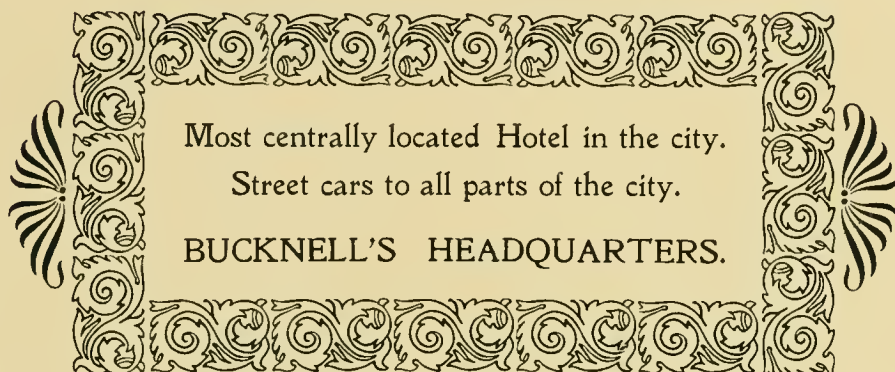 Most centrally located Hotel in the city.
Street cars to all parts of the city.
BUCKNELL'S HEADQUARTERS.